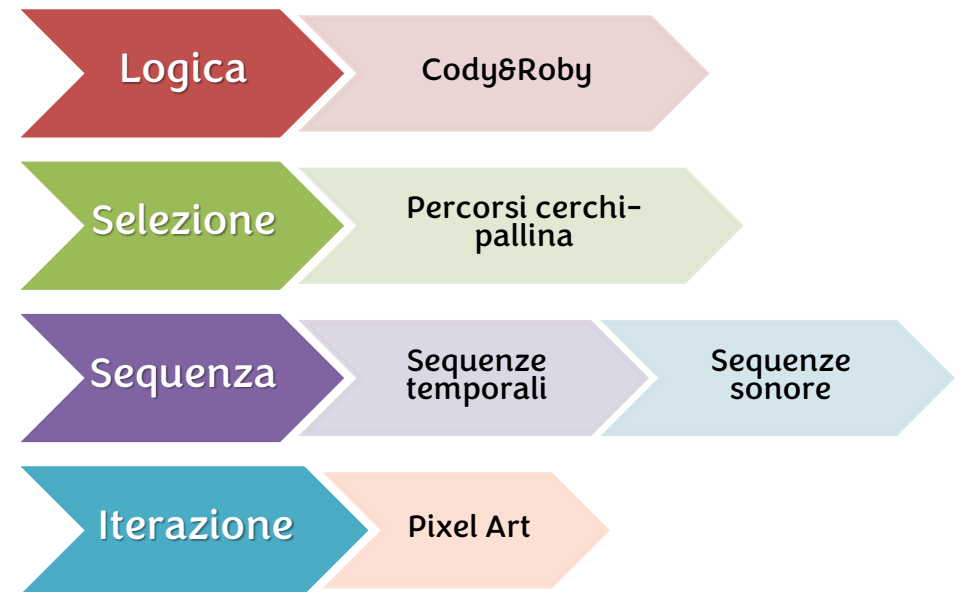 Logica
Cody&Roby
Selezione
Percorsi cerchi-
pallina
Sequenza
Sequenze
temporali
Sequenze
sonore
Iterazione
Pixel Art